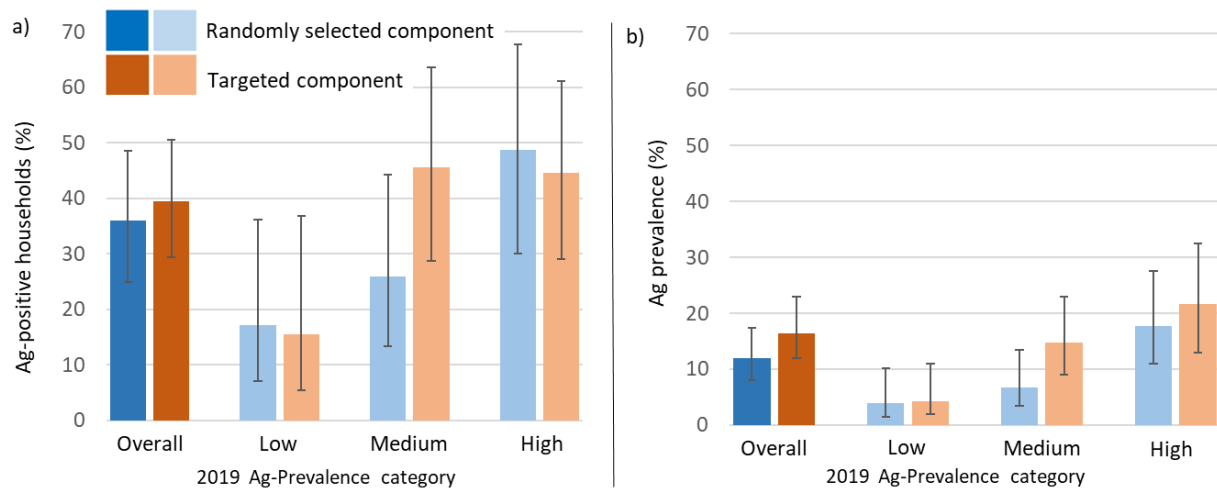 a)
Randomly selected component
Targeted component
Ag-positive households (%)
70
60
50
40
30
20
10
0
Overall Low Medium High
2019 Ag-Prevalence category
b)
Ag prevalence (%)
70
60
50
40
30
20
10
0
Overall Low Medium High
2019 Ag-Prevalence category